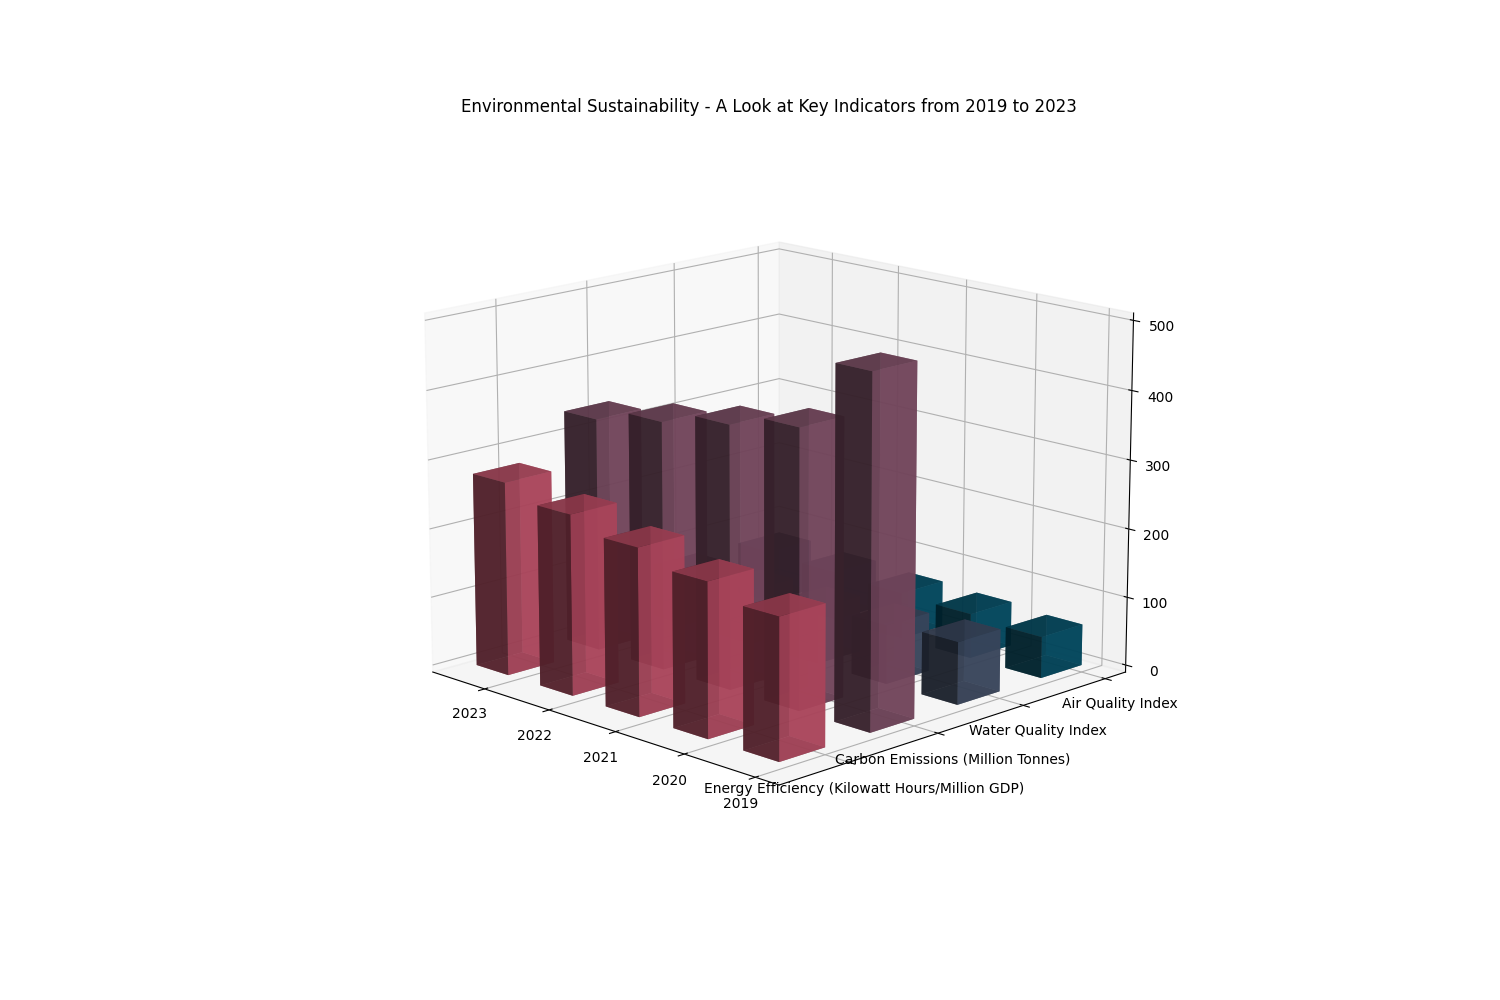 Environmental Sustainability - A Look at Key Indicators from 2019 to 2023
500
400
300
200
100
0
2023
2022
2021
2020
2019
Air Quality Index
Water Quality Index
Carbon Emissions (Million Tonnes)
Energy Efficiency (Kilowatt Hours/Million GDP)